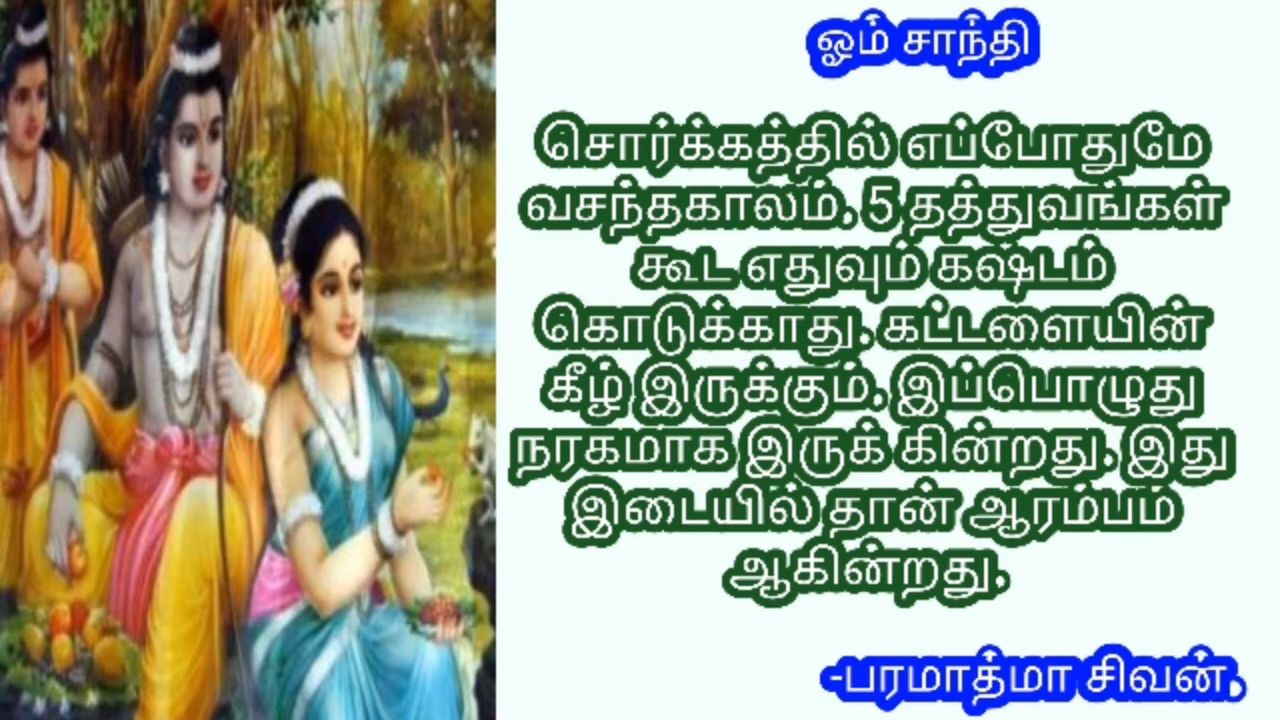 ஓம் சாந்தி
சொர்க்கத்தில் எப்போதுமே
வசந்தகாலம். 5 தத்துவங்கள்
கூட எதுவும் கஷ்டம்
கொடுக்காது. கட்டளையின்
கீழ் இருக்கும். இப்பொழுது
நரகமாக இருக் கின்றது. இது
இடையில் தான் ஆரம்பம்
ஆகின்றது.
-பரமாத்மா சிவன்.